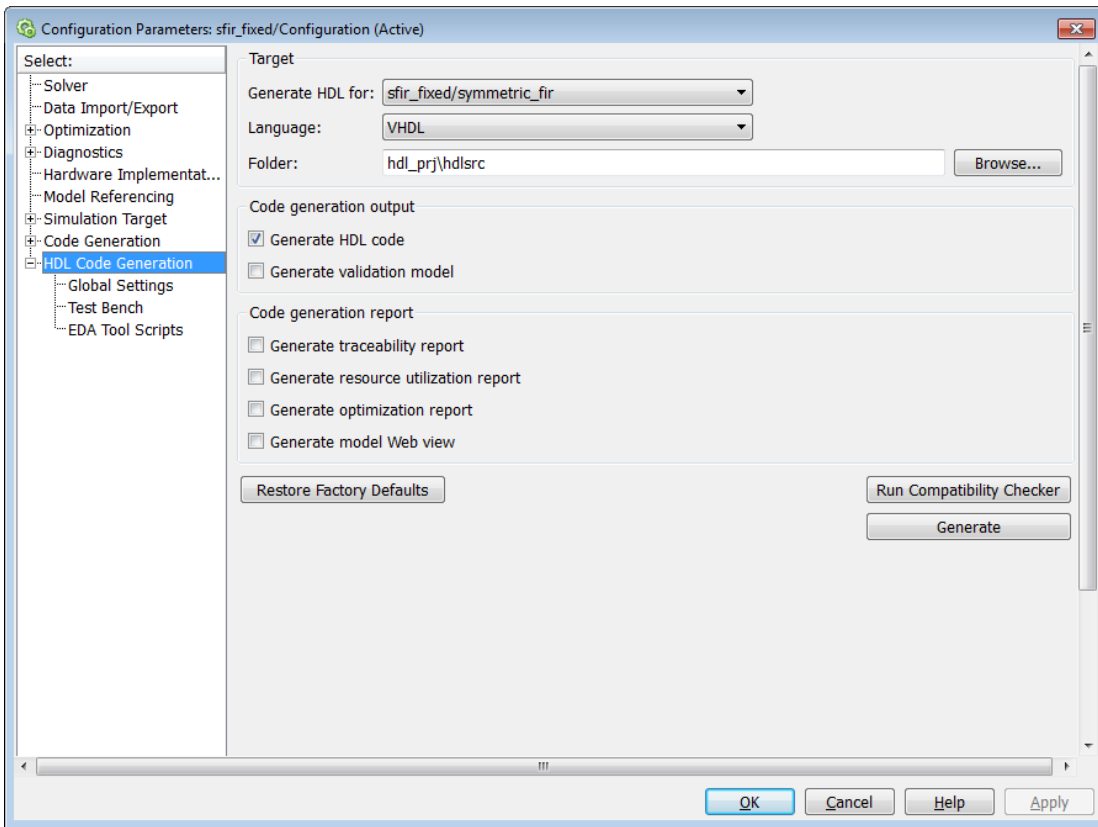 Configuration Parameters: sfir_fixed/Configuration (Active)
Select:
Solver
Data Import/Export
Optimization
Diagnostics
Hardware Implementat...
Model Referencing
Simulation Target
Code Generation
HDL Code Generation
Global Settings
Test Bench
EDA Tool Scripts
Target
Generate HDL for: sfir_fixed/symmetric_fir
Language: VHDL
Folder: hdl_prj\hdlsrc Browse...
Code generation output
Generate HDL code
Generate validation model
Code generation report
Generate traceability report
Generate resource utilization report
Generate optimization report
Generate model Web view
Restore Factory Defaults Run Compatibility Checker
Generate
OK Cancel Help Apply